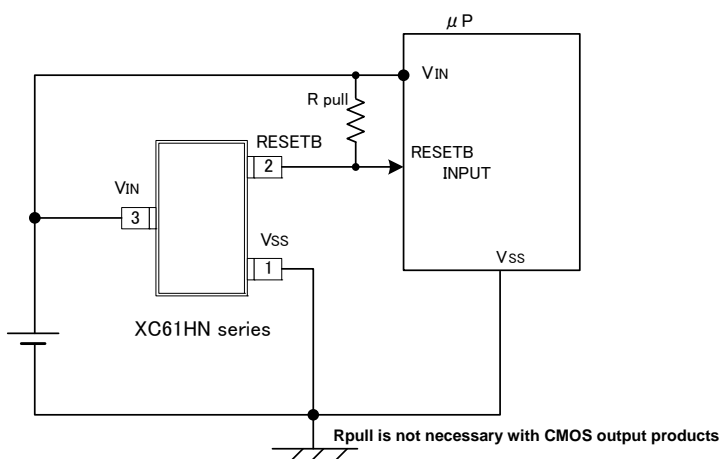 μP
VIN
R pull
RESETB
2
RESETB
INPUT
VIN
3
VSS
1
VSS
XC61HN series
Rpull is not necessary with CMOS output products